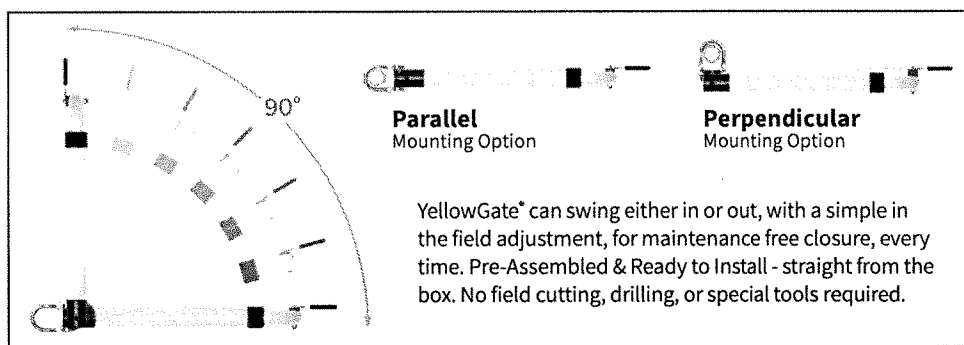 90°
Parallel
Mounting Option
Perpendicular
Mounting Option
YellowGate® can swing either in or out, with a simple in
the field adjustment, for maintenance free closure, every
time. Pre-Assembled & Ready to Install - straight from the
box. No field cutting, drilling, or special tools required.